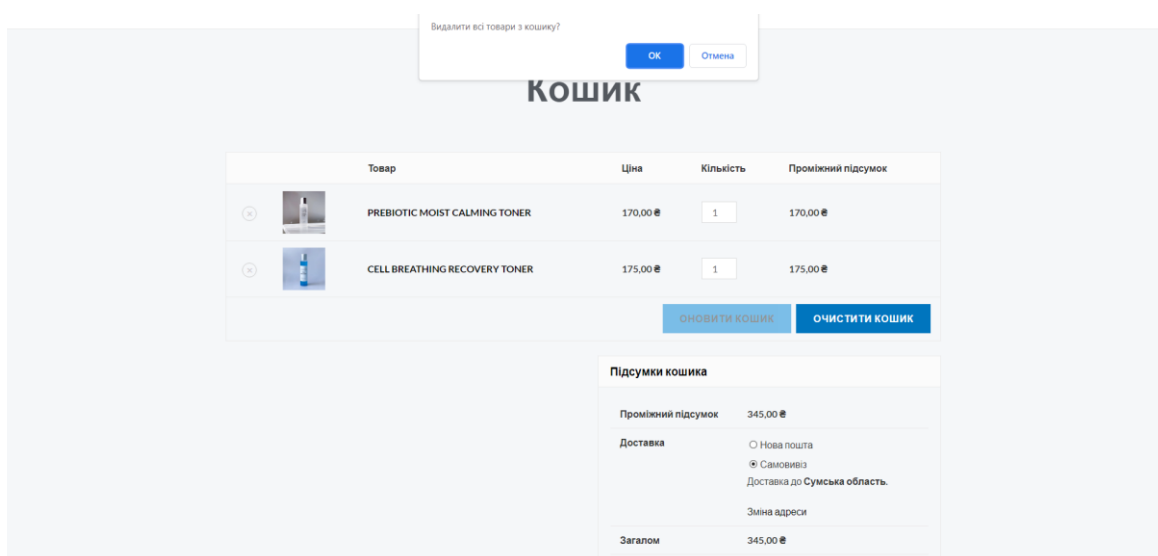 Видалити всі товари з кошику?
ОК Отмена
Кошик
Товар Ціна Кількість Проміжний підсумок
PREBIOTIC MOIST CALMING TONER 170,00 ₴ 1 170,00 ₴
CELL BREATHING RECOVERY TONER 175,00 ₴ 1 175,00 ₴
ОНОВИТИ КОШИК ОЧИСТИТИ КОШИК
Підсумки кошика
Проміжний підсумок 345,00 ₴
Доставка Нова пошта
Самовивіз
Доставка до Сумська область.
Зміна адреси
Загалом 345,00 ₴